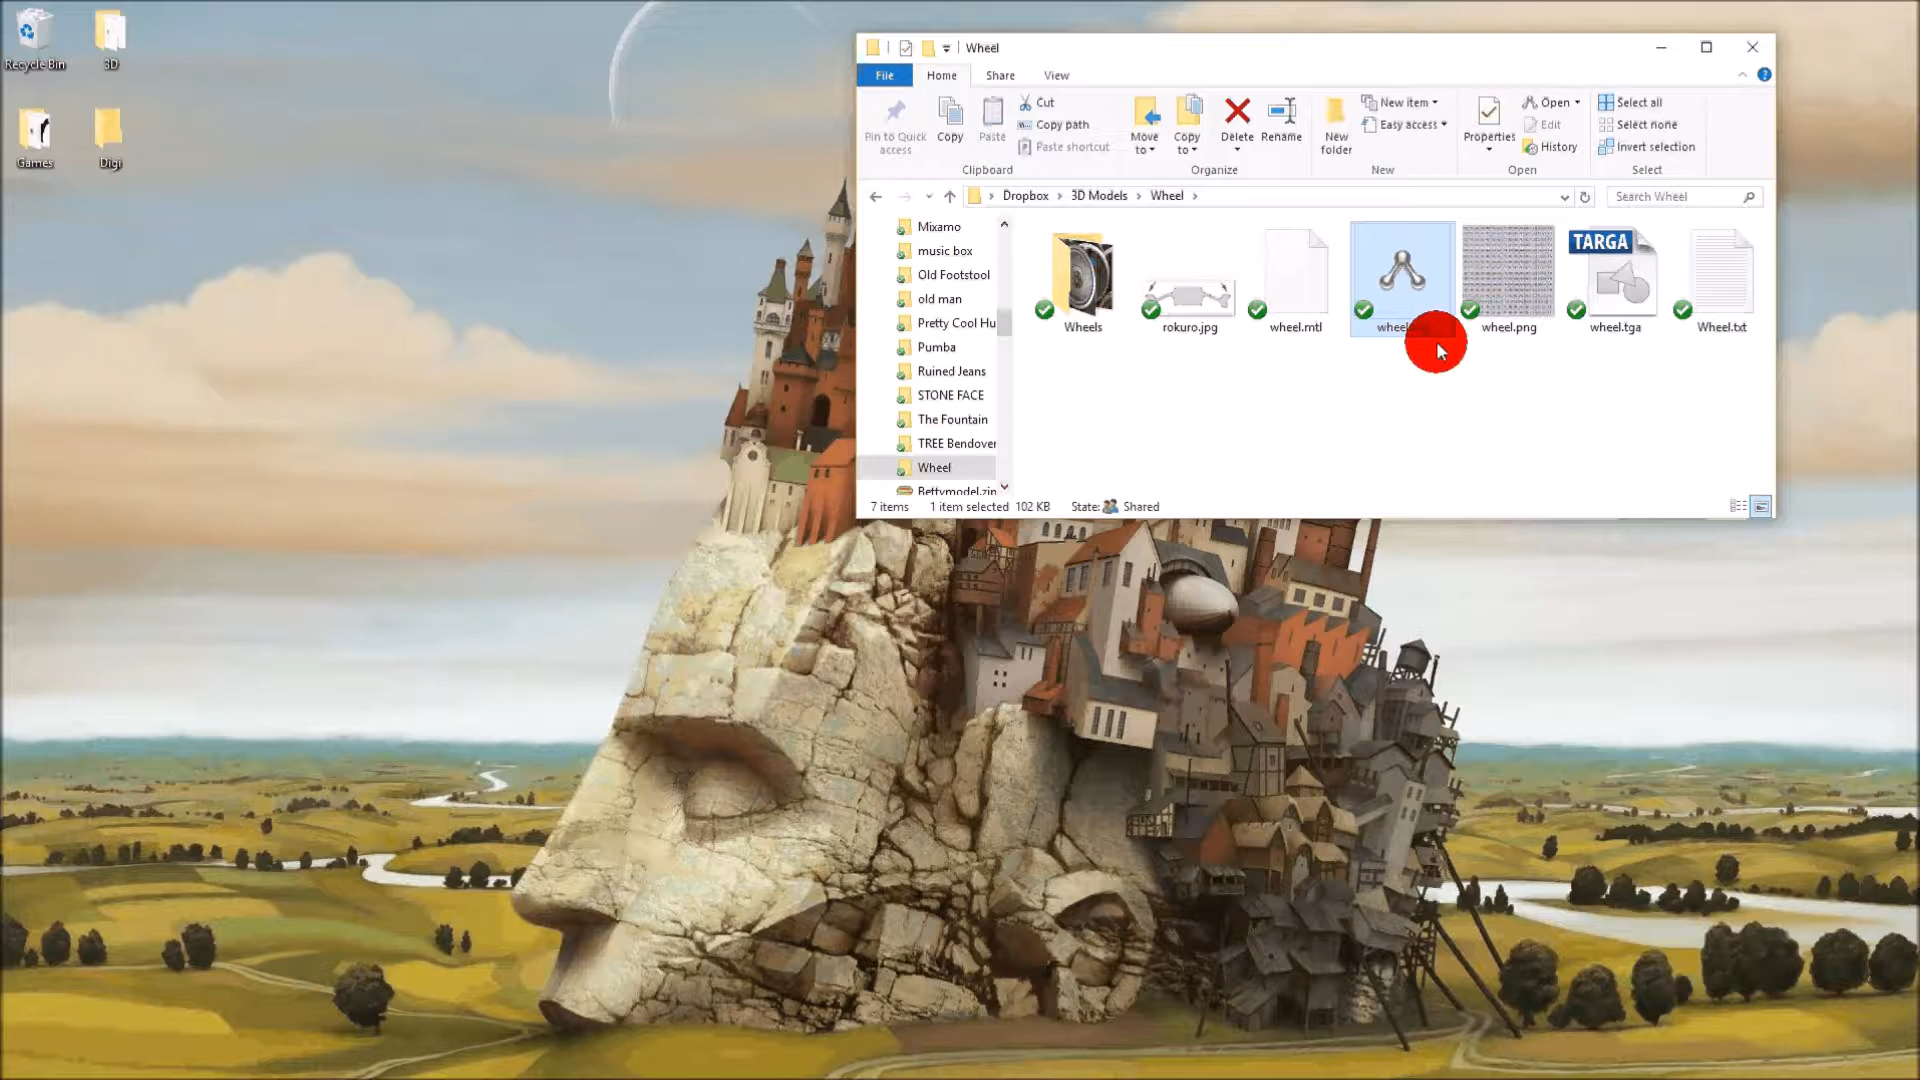 Recycle Bin
3D
Games
Digi
Wheel
File
Home
Share
View
Pin to Quick access
Copy
Paste
Cut
Copy path
Paste shortcut
Clipboard
Move to
Copy to
Delete
Rename
Organize
New folder
New item
Easy access
New
Properties
Open
Edit
History
Open
Select all
Select none
Invert selection
Select
Dropbox
3D Models
Wheel
Search Wheel
Mixamo
music box
Old Footstool
old man
Pretty Cool Hu
Pumba
Ruined Jeans
STONE FACE
The Fountain
TREE Bendover
Wheel
Bettymodel.zip
Wheels
rokuro.jpg
wheel.mtl
wheel
wheel.png
TARGA
wheel.tga
Wheel.txt
7 items
1 item selected 102 KB
State:
Shared